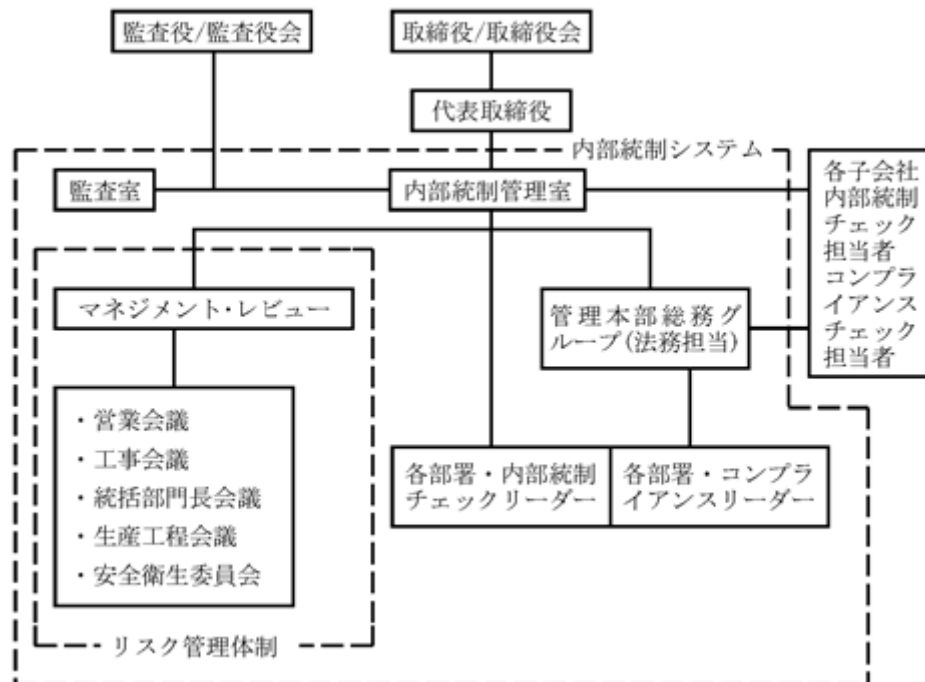 監査役/監査役会
取締役/取締役会
代表取締役
内部統制システム
監査室
内部統制管理室
各子会社
内部統制
チェック
担当者
コンプラ
イアンス
チェック
担当者
マネジメント・レビュー
管理本部総務グ
ループ(法務担当)
・営業会議
・工事会議
・統括部門長会議
・生産工程会議
・安全衛生委員会
各部署・内部統制
チェックリーダー
各部署・コンプラ
イアンスリーダー
リスク管理体制